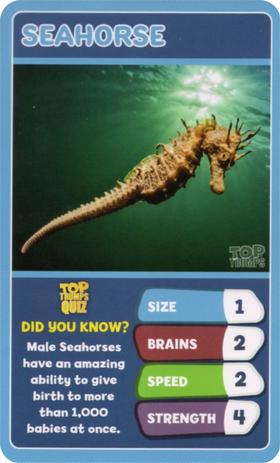 SEAHORSE
TOP
TRUMPS
TOP
TRUMPS
QUIZ
DID YOU KNOW?
Male Seahorses
have an amazing
ability to give
birth to more
than 1,000
babies at once.
SIZE 1
BRAINS 2
SPEED 2
STRENGTH 4